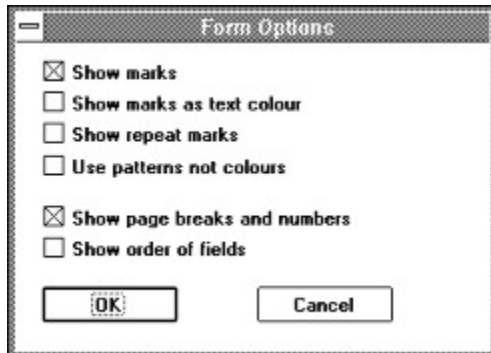 Form Options
Show marks
Show marks as text colour
Show repeat marks
Use patterns not colours
Show page breaks and numbers
Show order of fields
OK Cancel